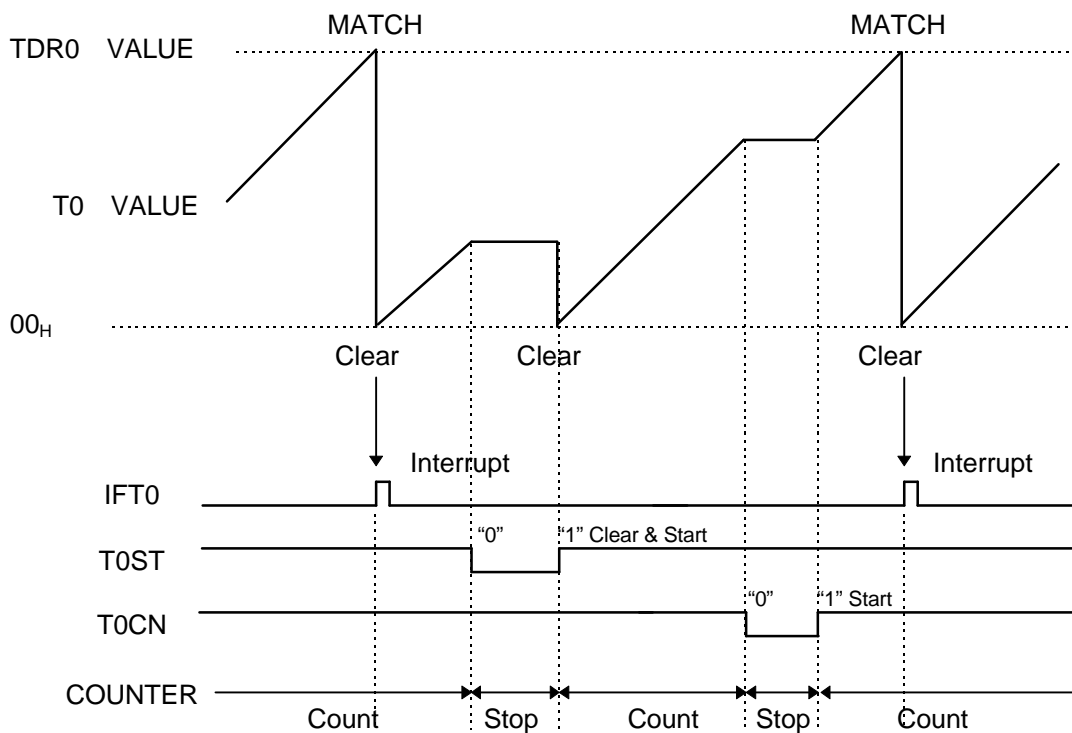 MATCH MATCH
TDR0 VALUE
T0 VALUE
00H
Clear Clear Clear
Interrupt Interrupt
IFT0
“0” “1” Clear & Start
T0ST
“0” “1” Start
T0CN
COUNTER
Count Stop Count Stop Count